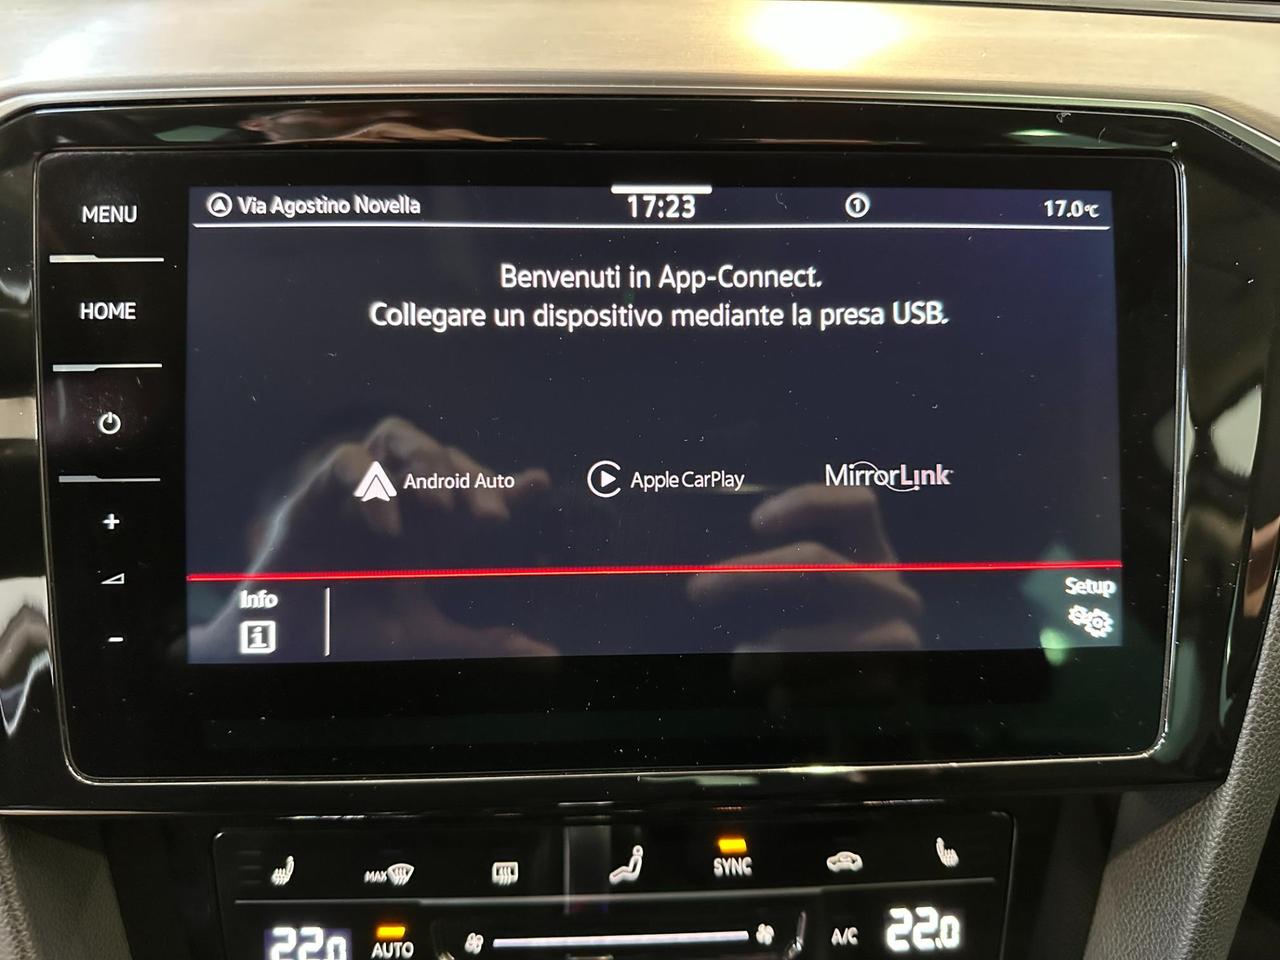 MENU
HOME
Via Agostino Novella
17:23
1
17.0°C
Benvenuti in App-Connect.
Collegare un dispositivo mediante la presa USB.
Android Auto
Apple CarPlay
MirrorLink
Info
i
Setup
+
-
MAX
SYNC
22.0
AUTO
A/C
22.0